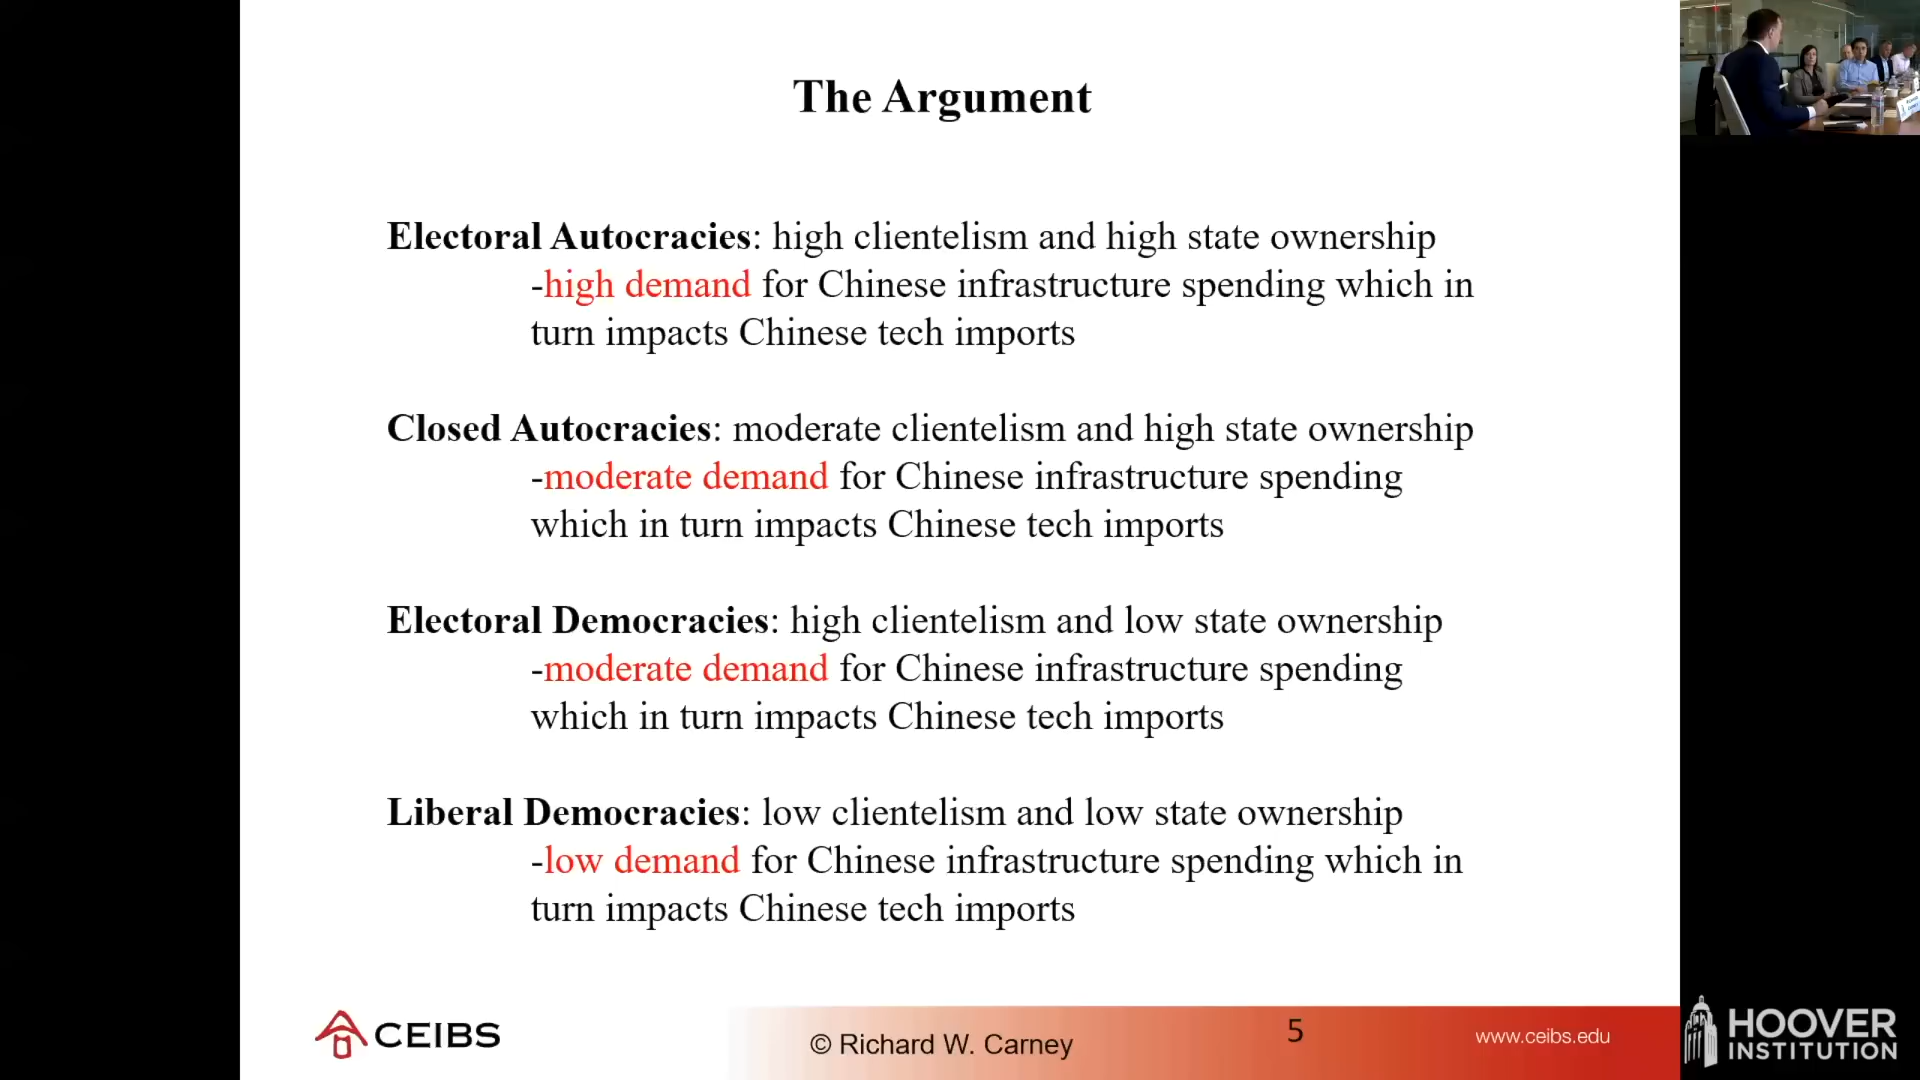 The Argument
Electoral Autocracies: high clientelism and high state ownership
-high demand for Chinese infrastructure spending which in
turn impacts Chinese tech imports
Closed Autocracies: moderate clientelism and high state ownership
-moderate demand for Chinese infrastructure spending
which in turn impacts Chinese tech imports
Electoral Democracies: high clientelism and low state ownership
-moderate demand for Chinese infrastructure spending
which in turn impacts Chinese tech imports
Liberal Democracies: low clientelism and low state ownership
-low demand for Chinese infrastructure spending which in
turn impacts Chinese tech imports
CEIBS
© Richard W. Carney
5
www.ceibs.edu
HOOVER
INSTITUTION